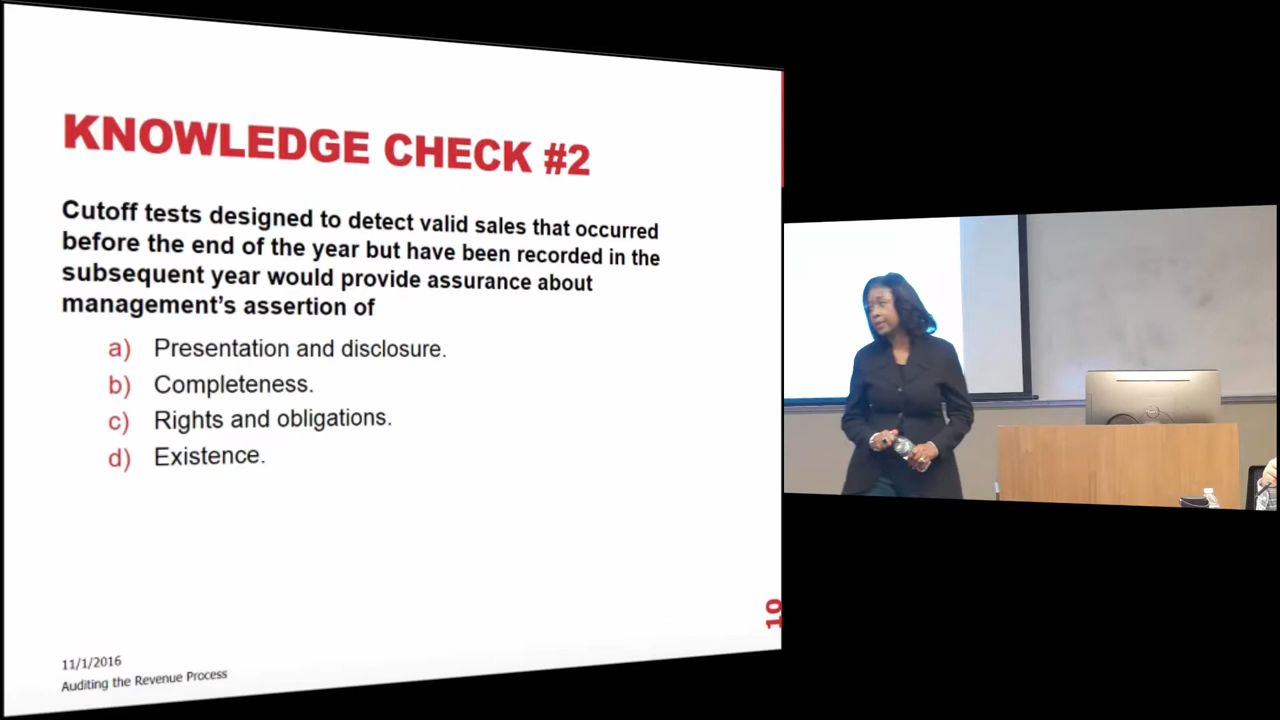 KNOWLEDGE CHECK #2
Cutoff tests designed to detect valid sales that occurred
before the end of the year but have been recorded in the
subsequent year would provide assurance about
management's assertion of
a) Presentation and disclosure.
b) Completeness.
c) Rights and obligations.
d) Existence.
10
11/1/2016
Auditing the Revenue Process